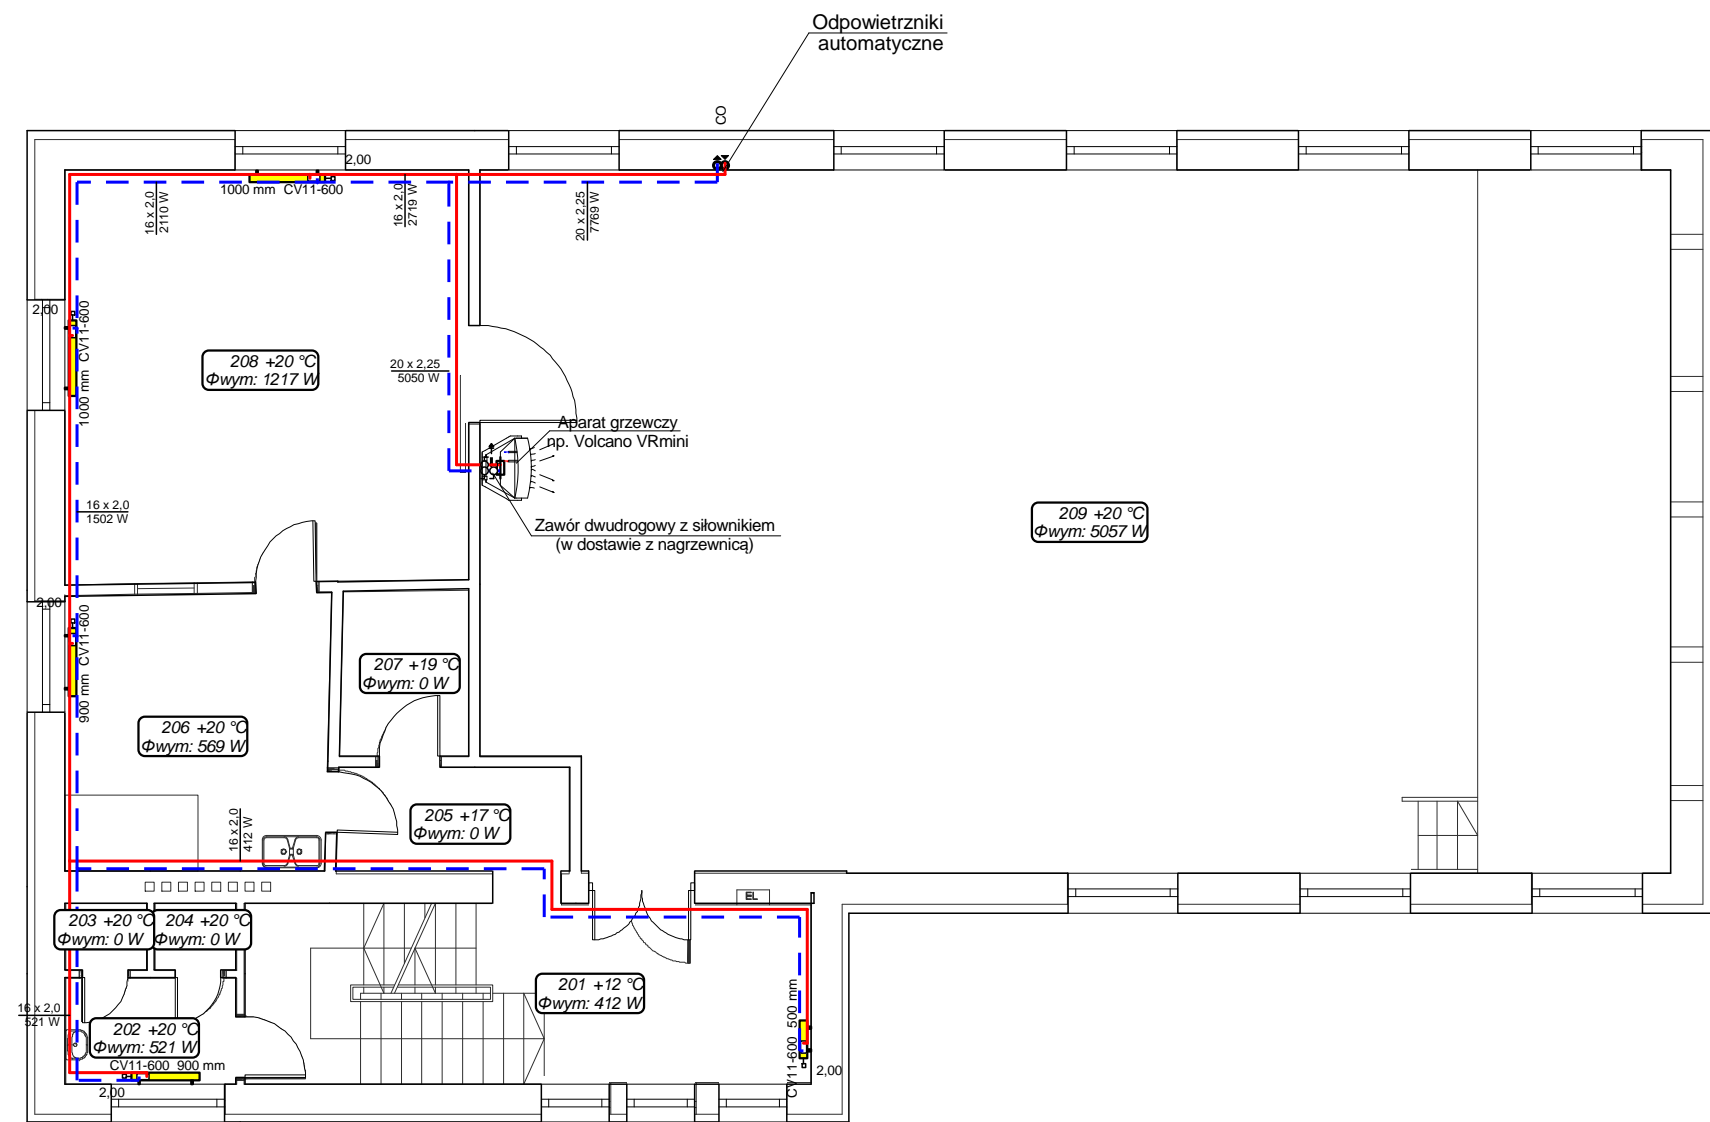 Odpowietrzniki
automatyczne
CO
2,00
1000 mm CV11-600
16 x 2,0
2110 W
16 x 2,0
2719 W
20 x 2,25
7769 W
2,00
1000 mm CV11-600
208 +20 °C
Φwym: 1217 W
20 x 2,25
5050 W
Aparat grzewczy
np. Volcano VRmini
16 x 2,0
1502 W
Zawór dwudrogowy z siłownikiem
(w dostawie z nagrzewnicą)
209 +20 °C
Φwym: 5057 W
2,00
900 mm CV11-600
207 +19 °C
Φwym: 0 W
206 +20 °C
Φwym: 569 W
16 x 2,0
412 W
205 +17 °C
Φwym: 0 W
EL
203 +20 °C
Φwym: 0 W
204 +20 °C
Φwym: 0 W
201 +12 °C
Φwym: 412 W
16 x 2,0
521 W
202 +20 °C
Φwym: 521 W
CV11-600 900 mm
2,00
CV11-600 500 mm
2,00